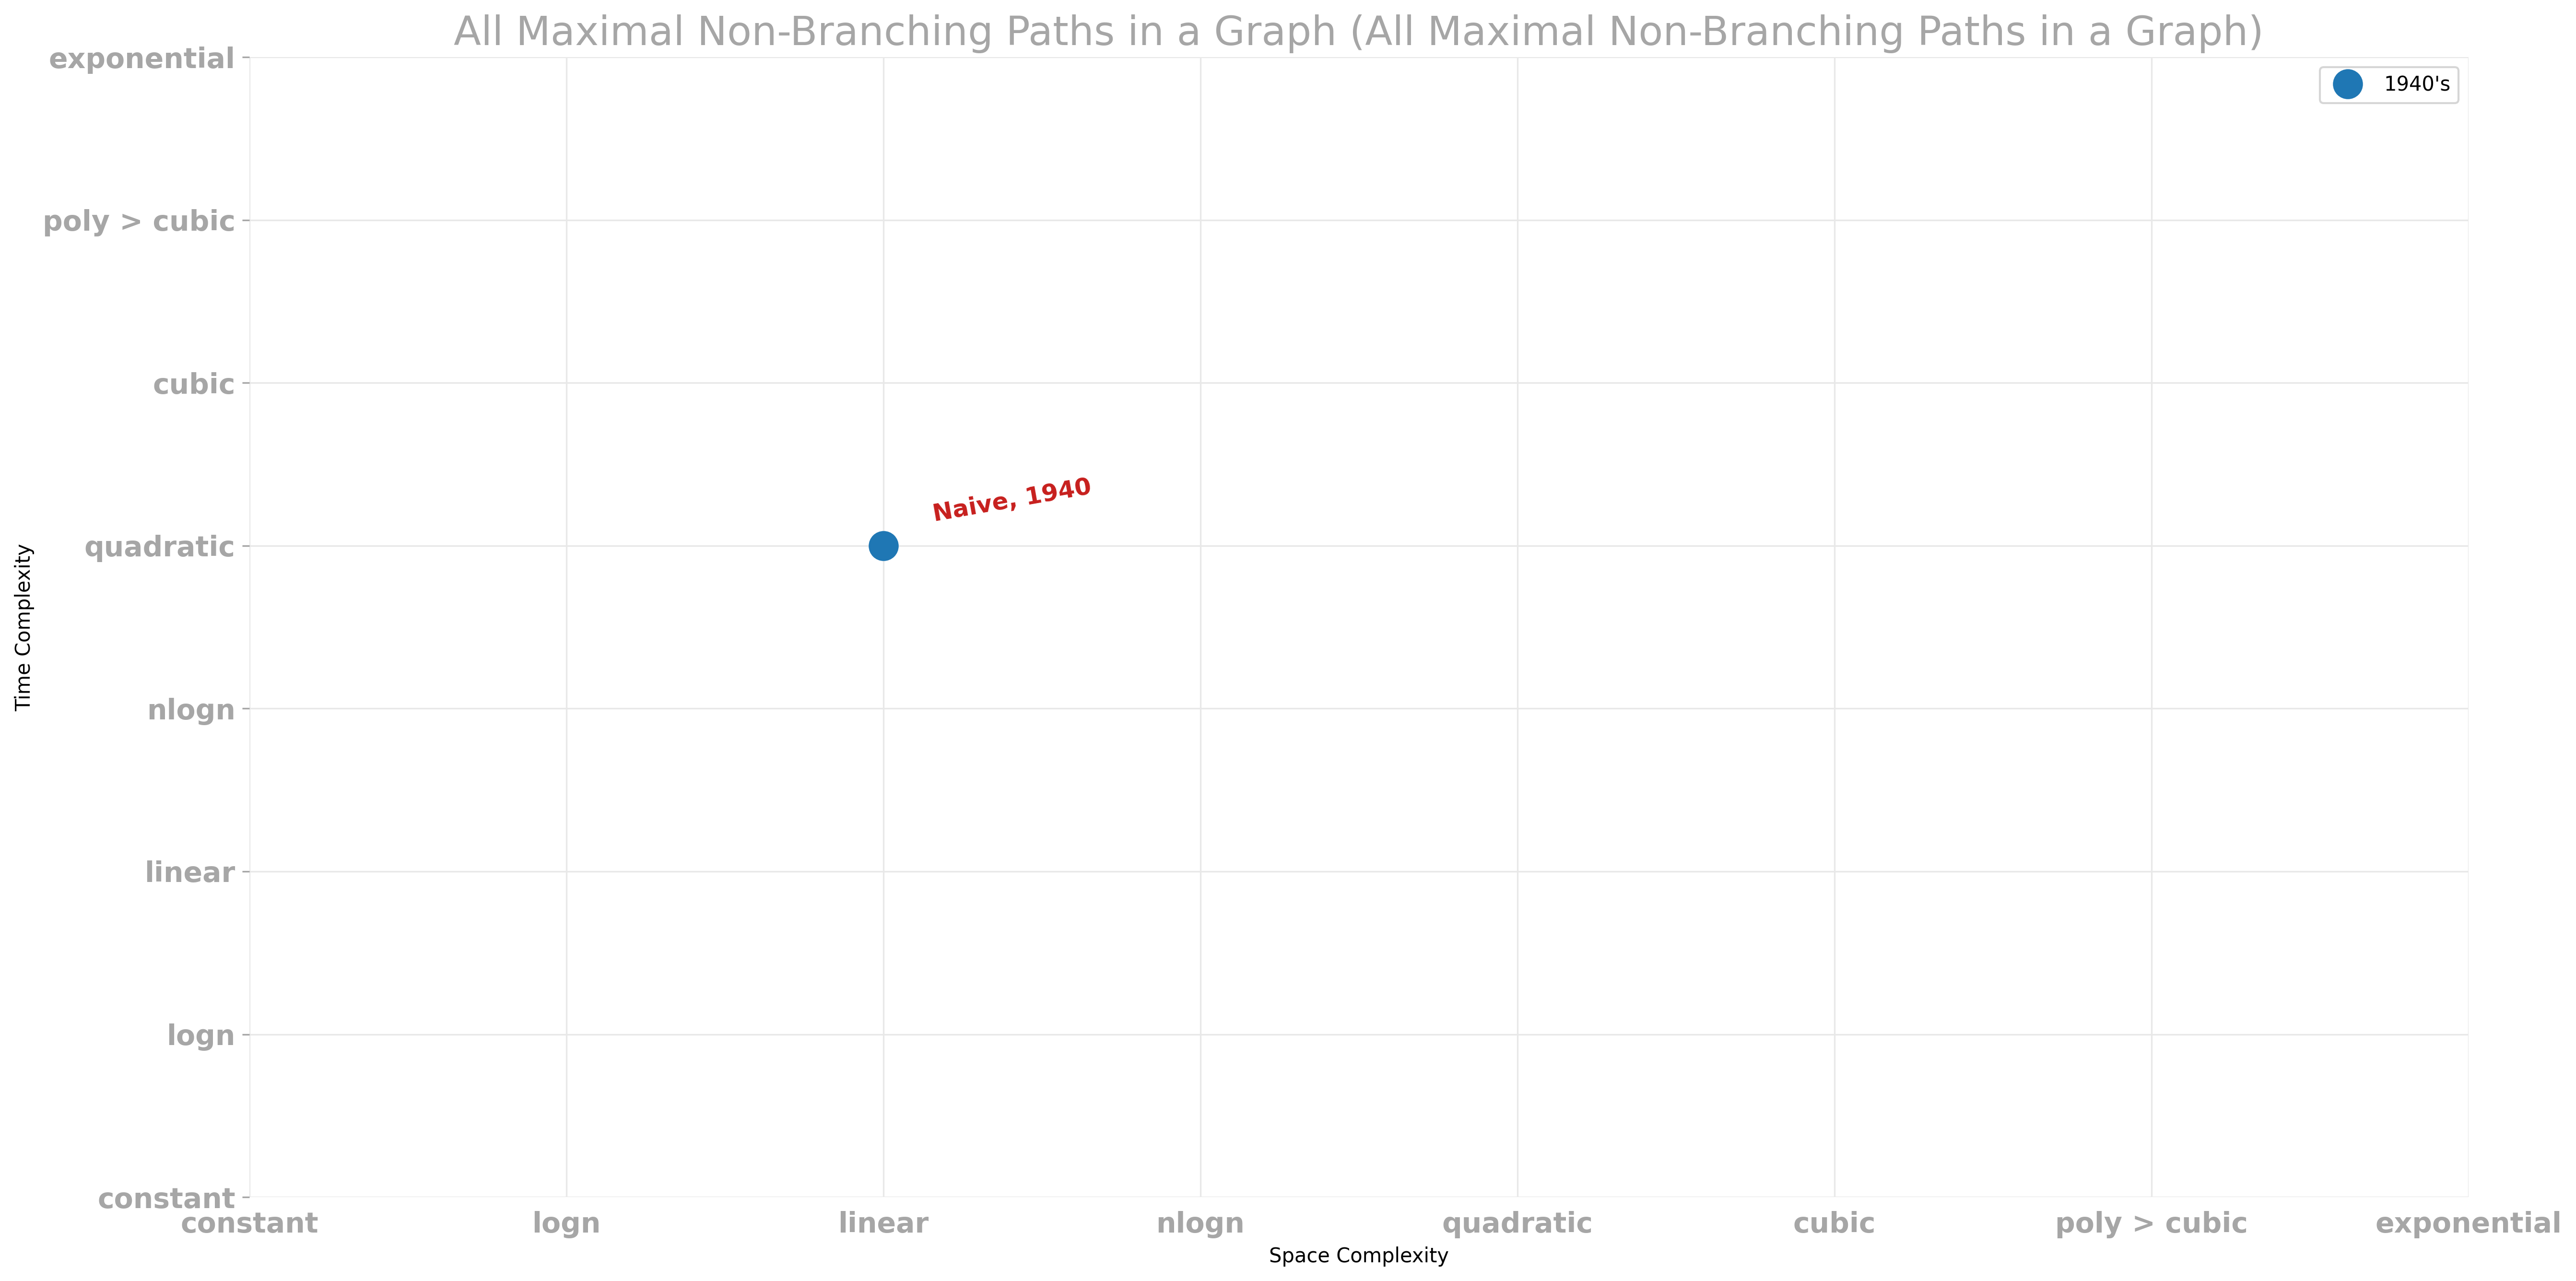 All Maximal Non-Branching Paths in a Graph (All Maximal Non-Branching Paths in a Graph)
1940's
exponential
poly > cubic
cubic
quadratic
nlogn
linear
logn
constant
Time Complexity
Naive, 1940
constant
logn
linear
nlogn
quadratic
cubic
poly > cubic
exponential
Space Complexity